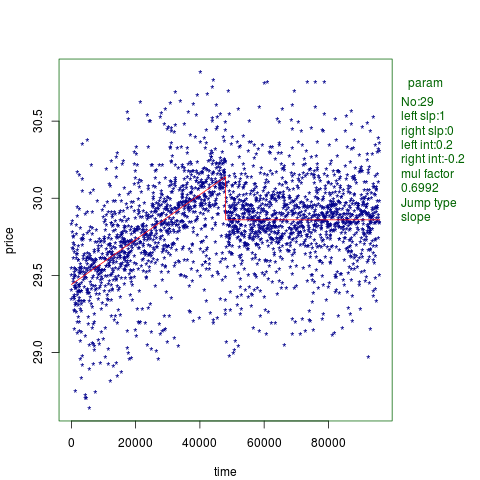 param
No:29
left slp:1
right slp:0
left int:0.2
right int:-0.2
mul factor
0.6992
Jump type
slope
price
30.5
30.0
29.5
29.0
0 20000 40000 60000 80000
time